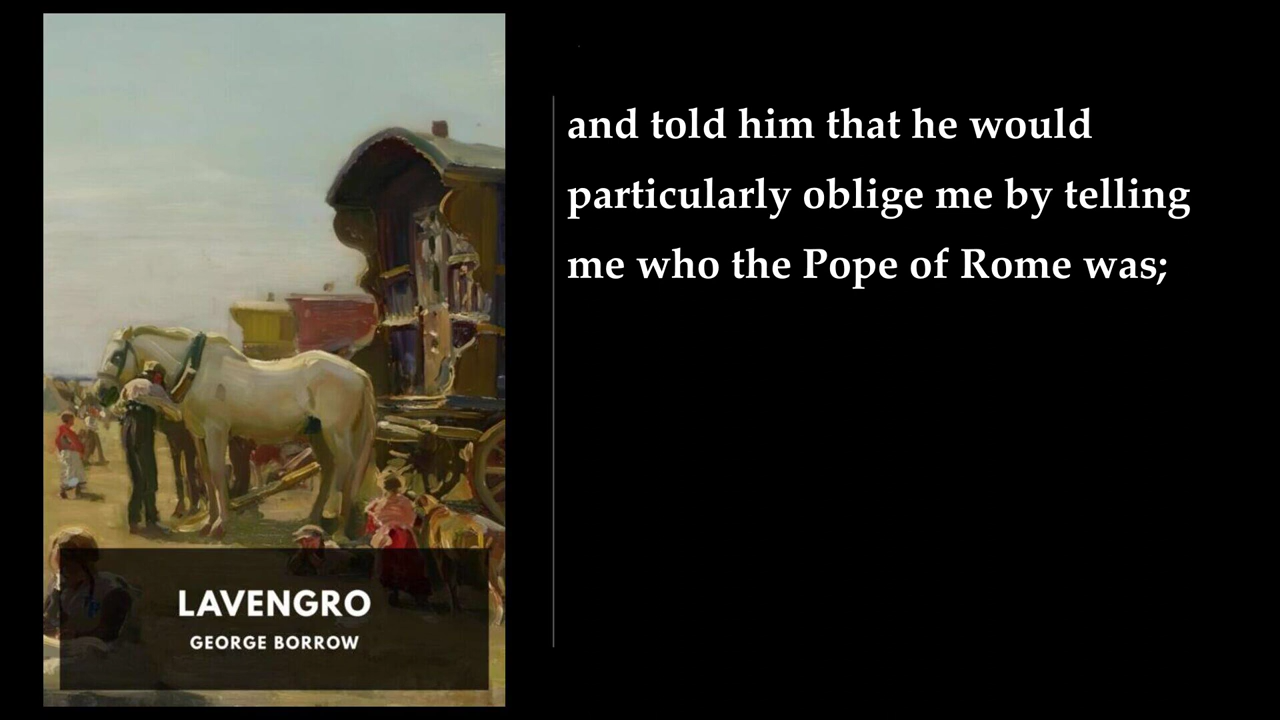 LAVENGRO
GEORGE BORROW
and told him that he would
particularly oblige me by telling
me who the Pope of Rome was;